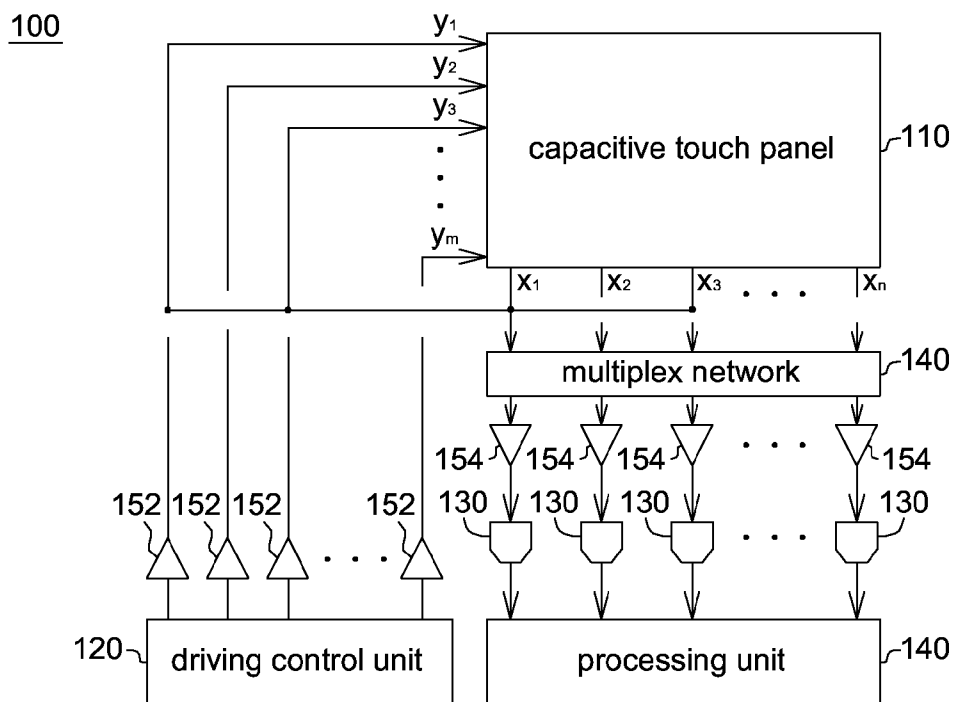 100
y1
y2
y3
ym
capacitive touch panel
110
x1 x2 x3 xn
multiplex network
140
154 154 154 154
152 152 152 152
130 130 130 130
120
driving control unit
processing unit
140